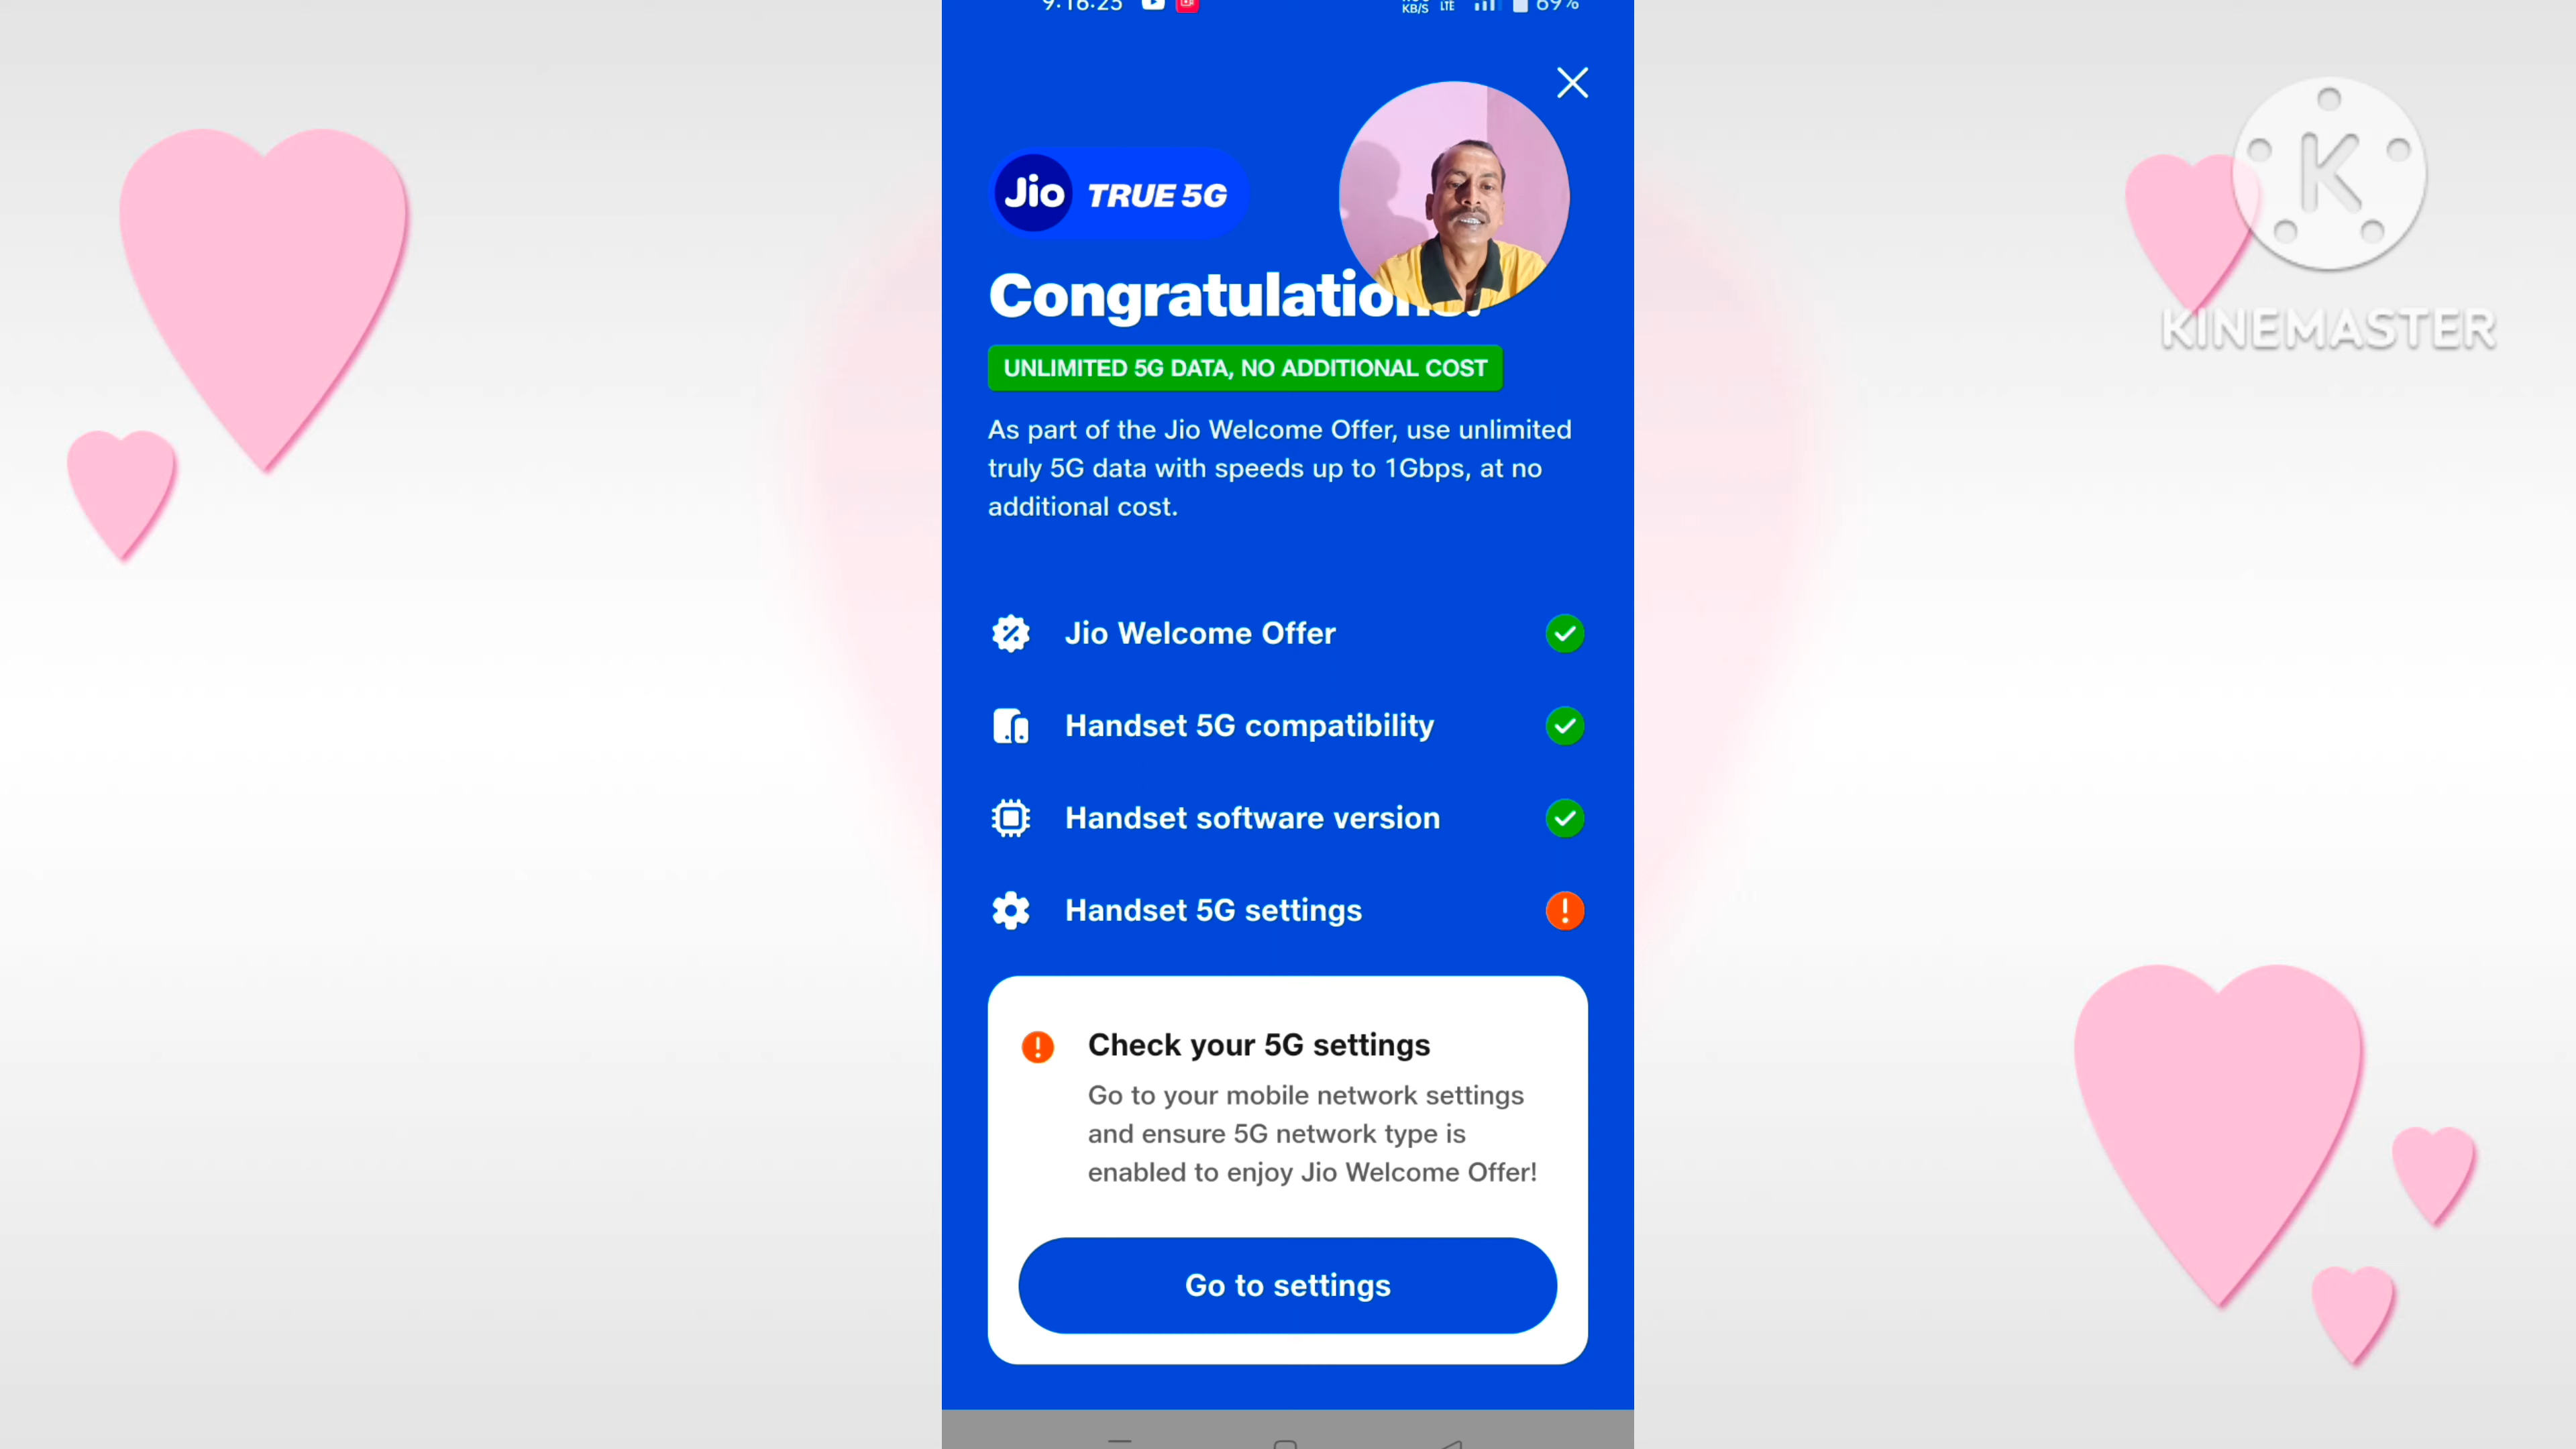 KB/S LTE 69%
Jio TRUE 5G
K
KINEMASTER
UNLIMITED 5G DATA, NO ADDITIONAL COST
As part of the Jio Welcome Offer, use unlimited
truly 5G data with speeds up to 1Gbps, at no
additional cost.
Jio Welcome Offer
Handset 5G compatibility
Handset software version
Handset 5G settings
Check your 5G settings
Go to your mobile network settings
and ensure 5G network type is
enabled to enjoy Jio Welcome Offer!
Go to settings